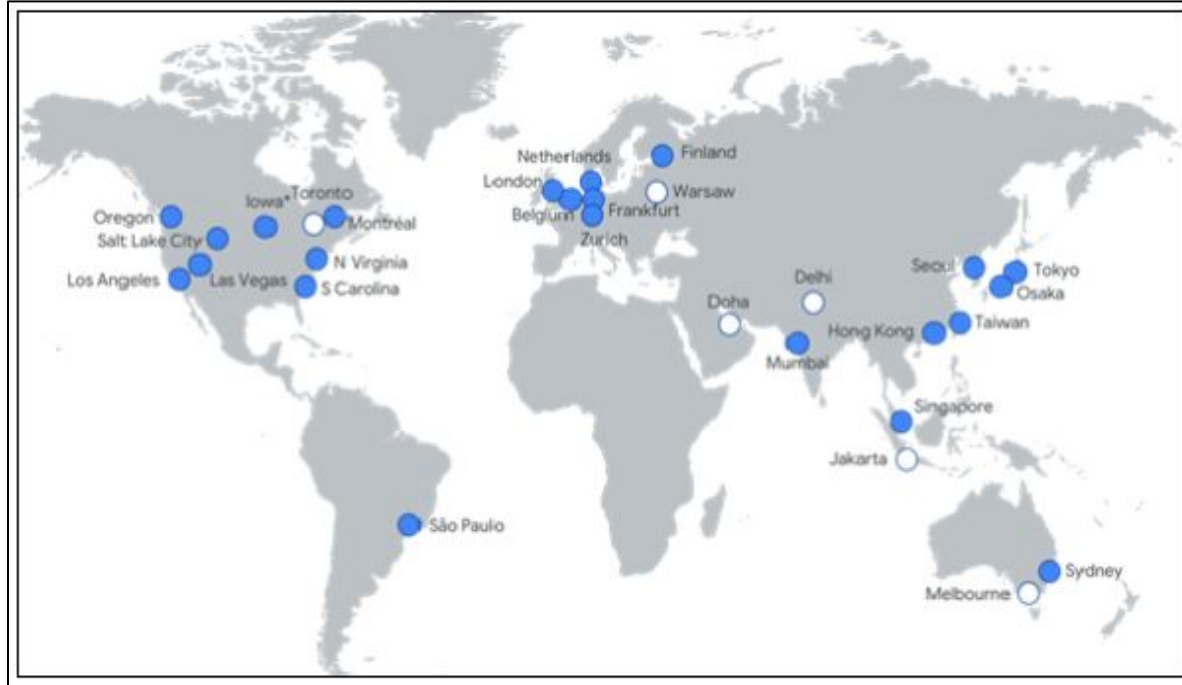 Netherlands
Finland
London
Warsaw
Belgium
Frankfurt
Zurich
Iowa*
Toronto
Oregon
Montréal
Salt Lake City
N Virginia
Los Angeles
Las Vegas
S Carolina
Seoul
Tokyo
Delhi
Osaka
Doha
Hong Kong
Taiwan
Mumbai
Singapore
Jakarta
São Paulo
Sydney
Melbourne